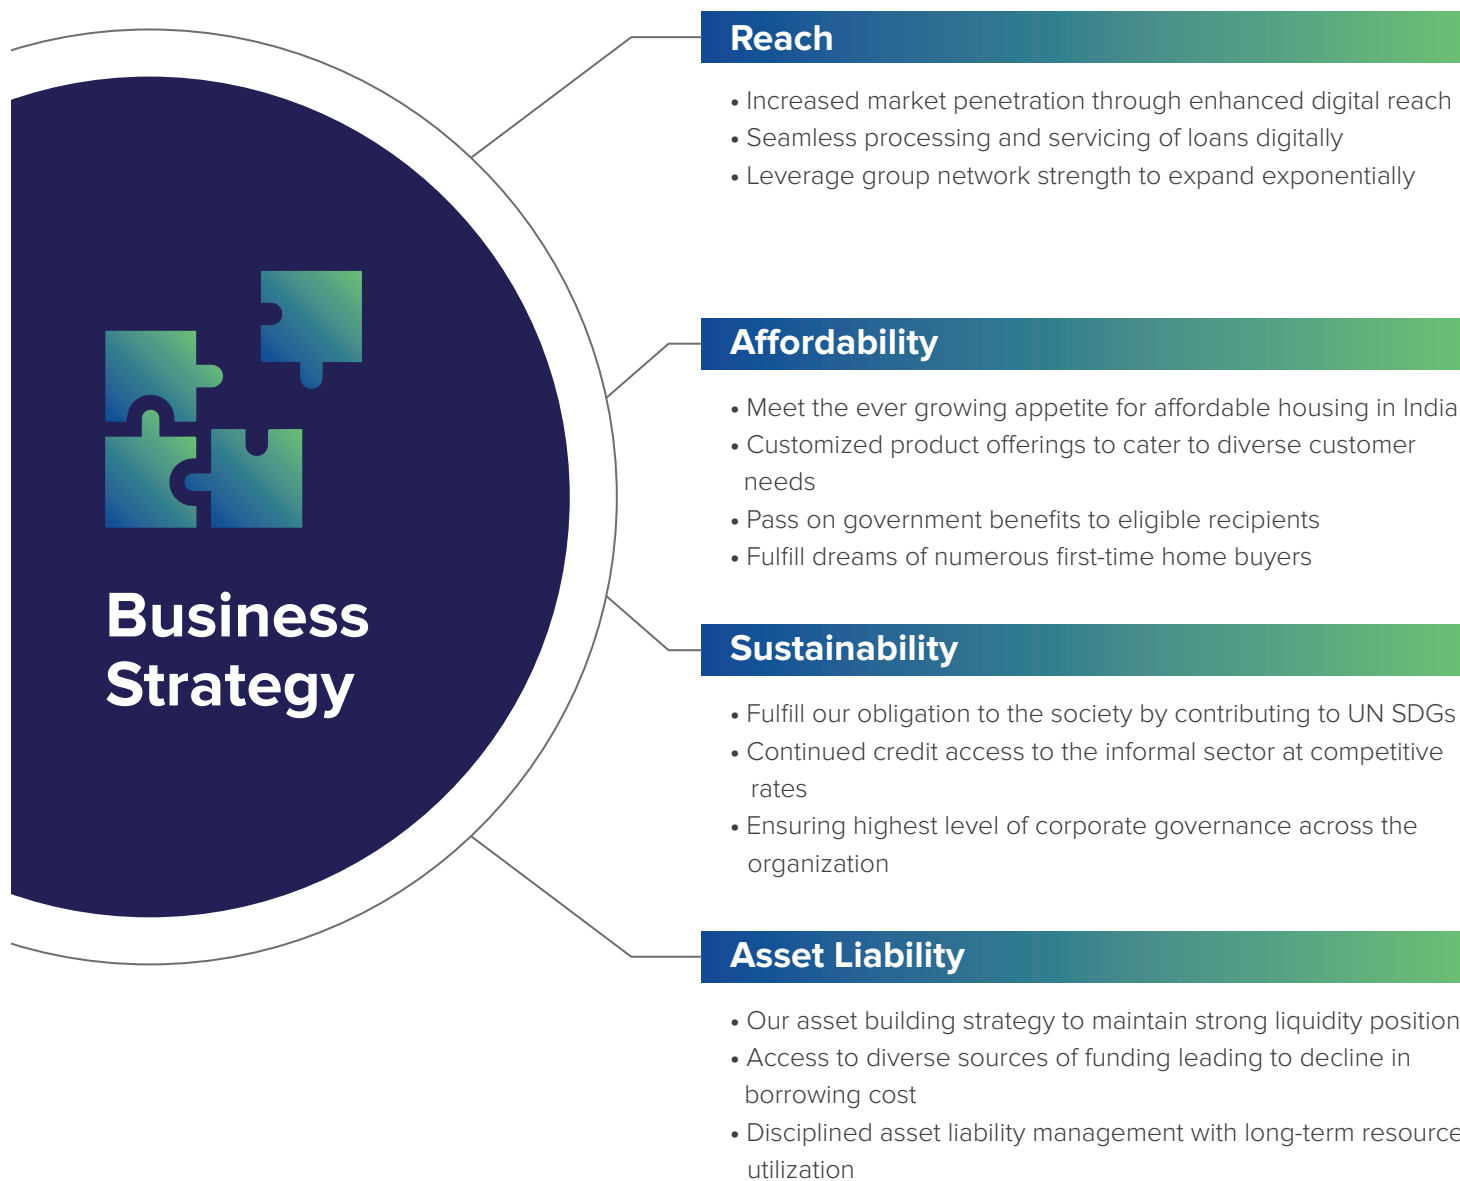 Business
Strategy
Reach
• Increased market penetration through enhanced digital reach
• Seamless processing and servicing of loans digitally
• Leverage group network strength to expand exponentially
Affordability
• Meet the ever growing appetite for affordable housing in India
• Customized product offerings to cater to diverse customer
needs
• Pass on government benefits to eligible recipients
• Fulfill dreams of numerous first-time home buyers
Sustainability
• Fulfill our obligation to the society by contributing to UN SDGs
• Continued credit access to the informal sector at competitive
rates
• Ensuring highest level of corporate governance across the
organization
Asset Liability
• Our asset building strategy to maintain strong liquidity position
• Access to diverse sources of funding leading to decline in
borrowing cost
• Disciplined asset liability management with long-term resource
utilization